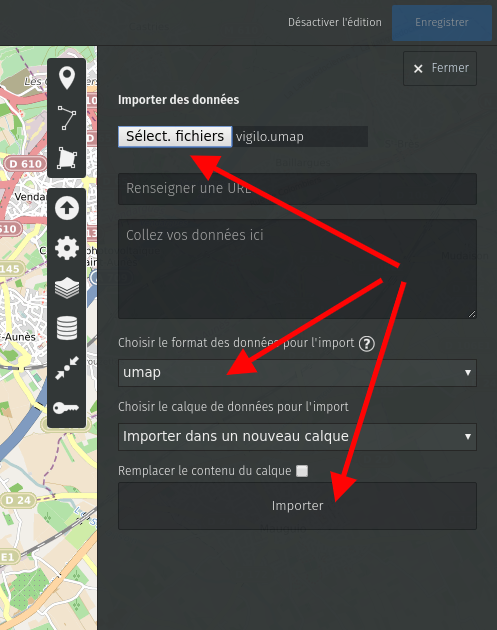 Désactiver l'édition
Enregistrer
✕ Fermer
Importer des données
Sélect. fichiers vigilo.umap
Renseigner une URL
Collez vos données ici
Choisir le format des données pour l'import ?
umap
Choisir le calque de données pour l'import
Importer dans un nouveau calque
Remplacer le contenu du calque
Importer
D 610
Venda
610
145
-Aunès
D 24
E1